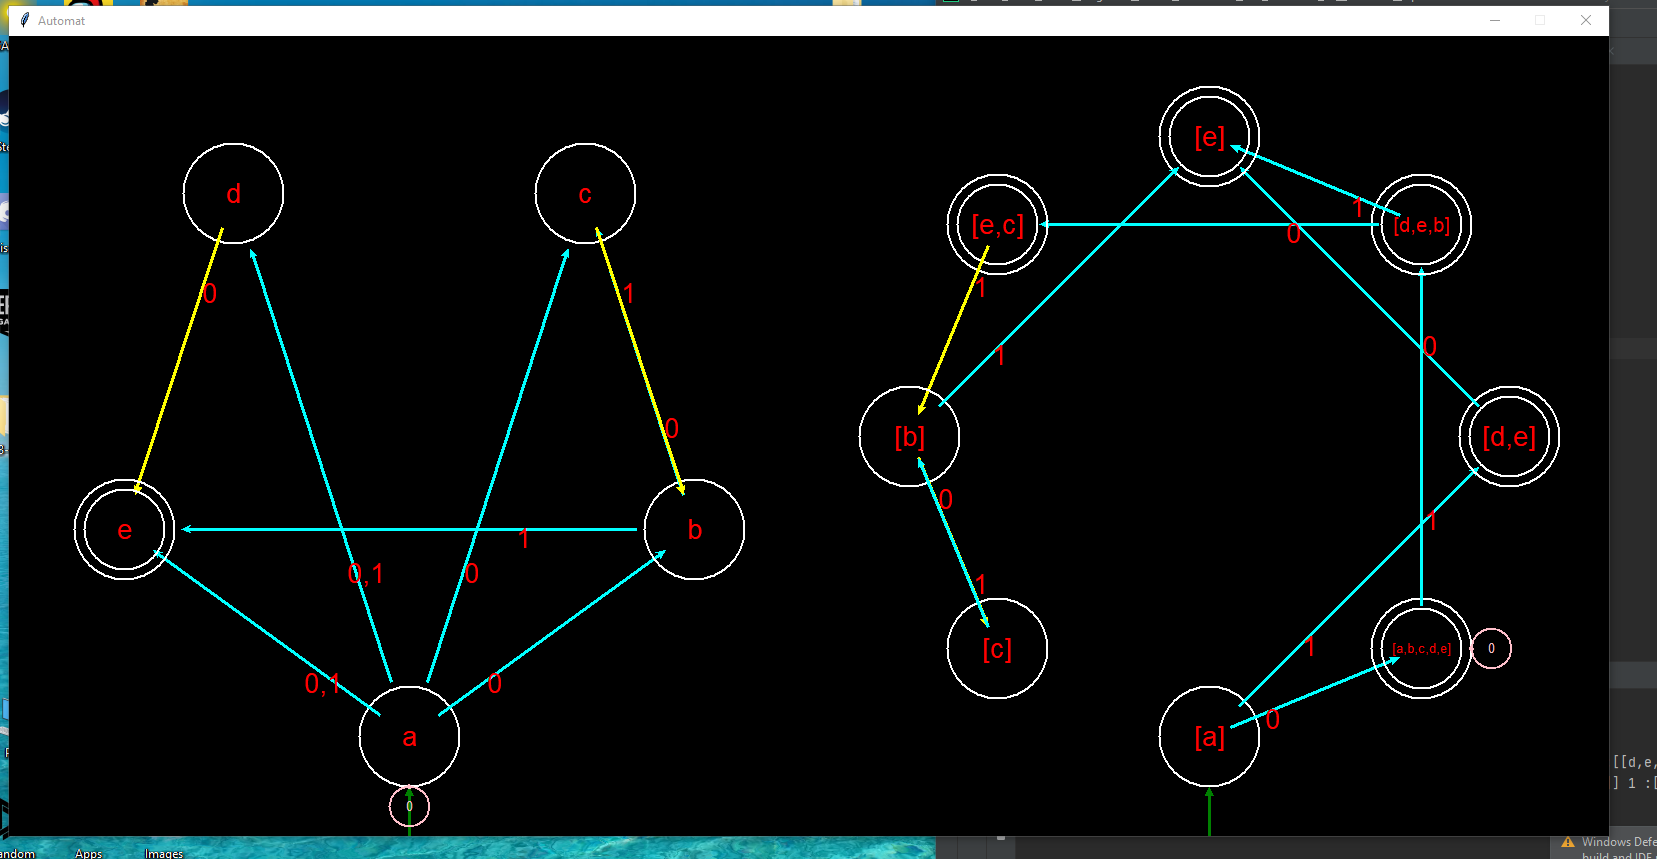 Automat
[e]
d
c
[e,c]
[d,e,b]
1
0
0
1
1
0
1
0
[b]
[d,e]
0
0
1
e
1
b
0,1
0
1
[c]
[a,b,c,d,e]
0
1
0,1
0
0
a
[a]
[[d,e,
] 1 :[
0
Windows Defe
build and IDE
andom
Apps
Images